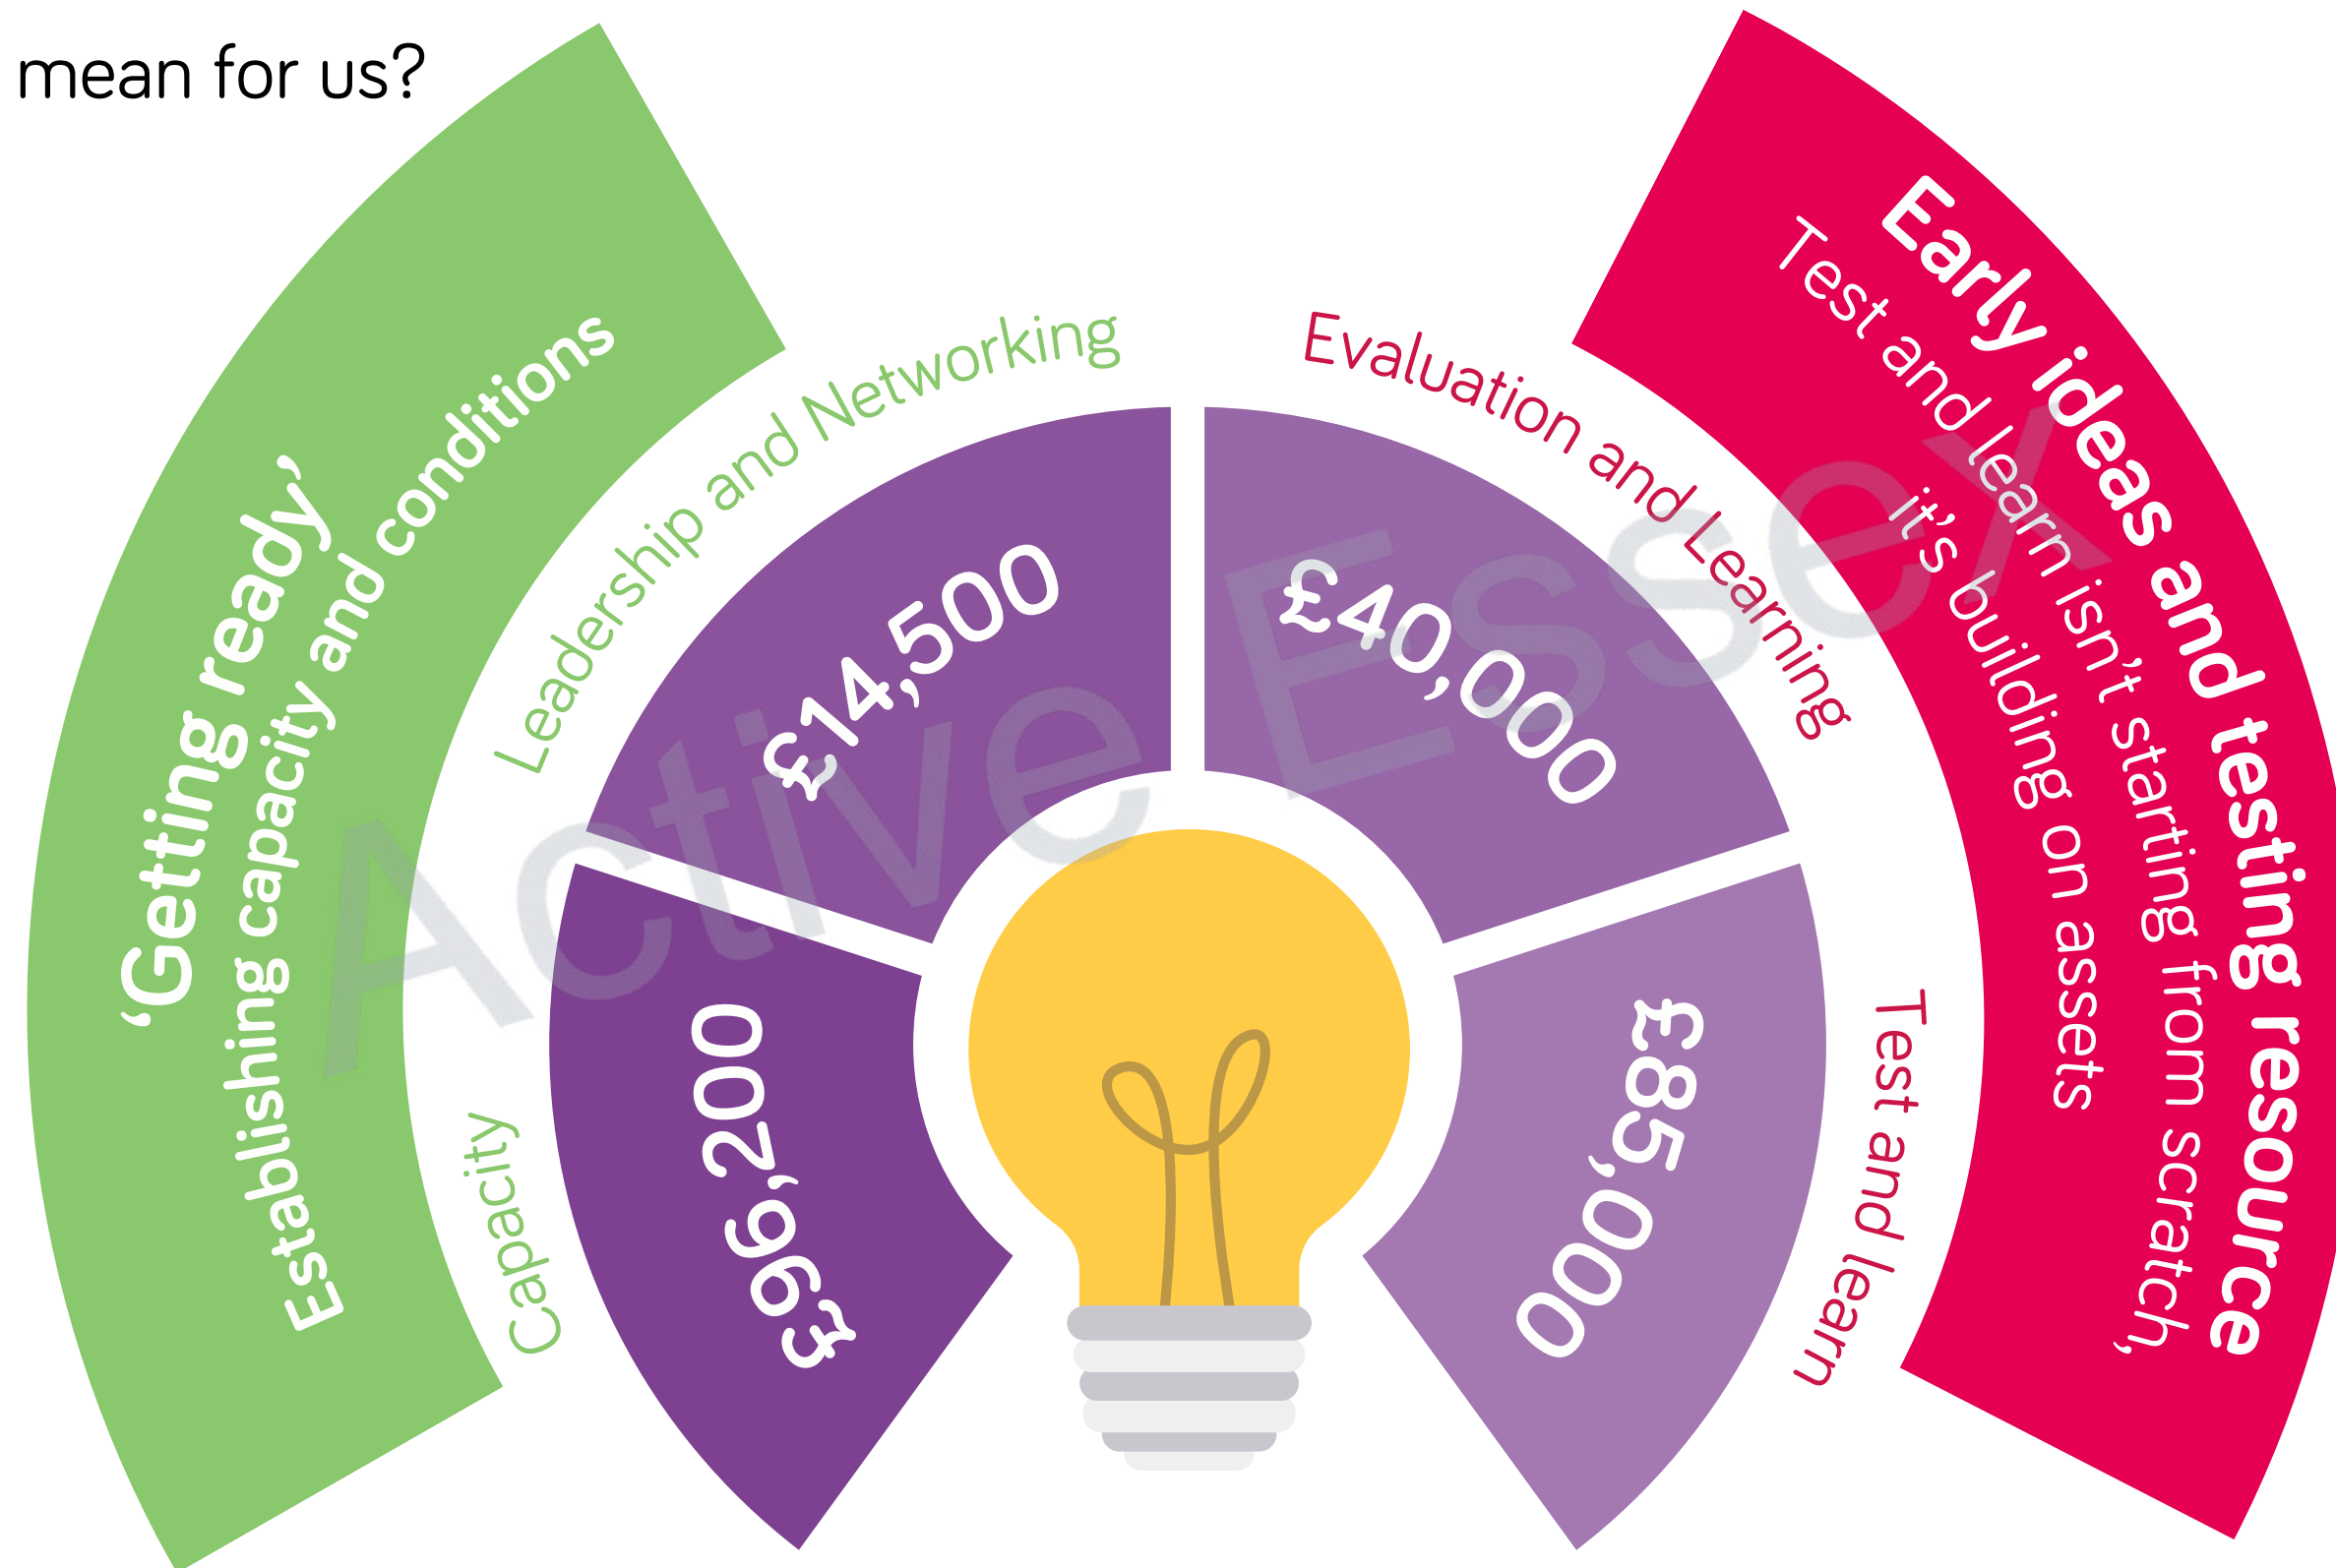 mean for us?
‘Getting ready’
Establishing capacity and conditions
Leadership and Networking
Capacity
£14,500
£99,200
Early ideas and testing resource
Test and learn isn’t ‘starting from scratch’,
it’s building on assets
Evaluation and Learning
Test and learn
£40,000
£85,000
Active Essex